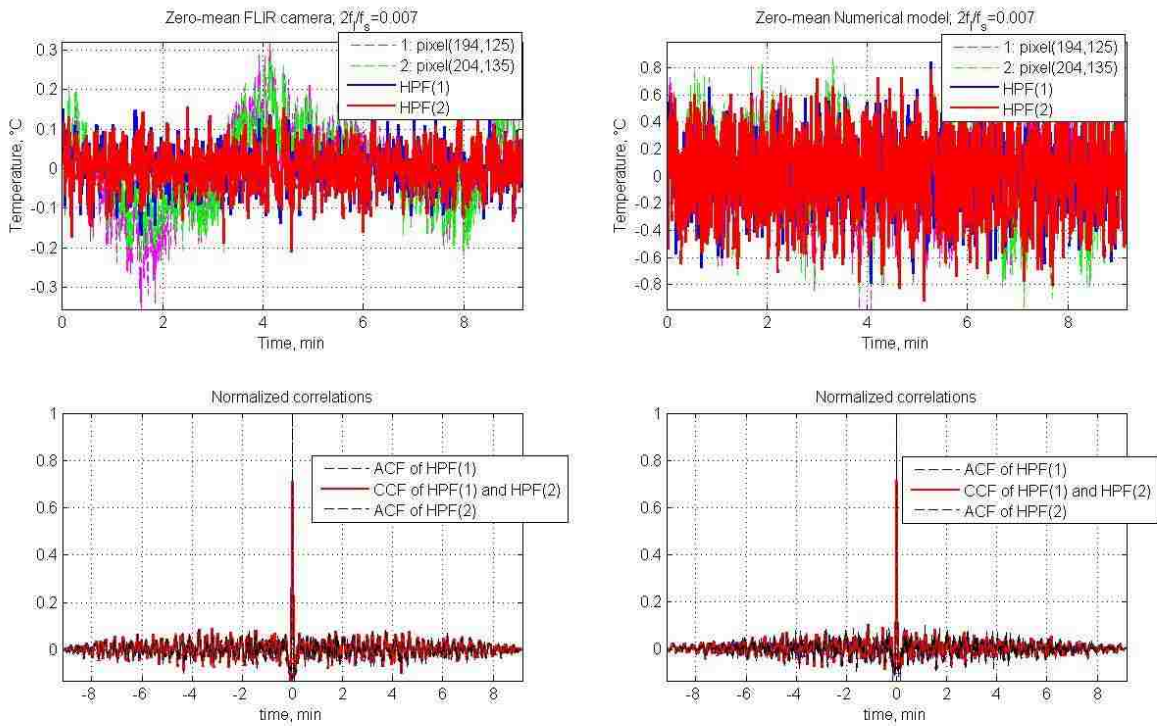 Zero-mean FLIR camera; 2f_l/f_s=0.007
0.3
0.2
0.1
0
-0.1
-0.2
-0.3
Temperature, °C
1: pixel(194,125)
2: pixel(204,135)
HPF(1)
HPF(2)
0 2 4 6 8
Time, min
Zero-mean Numerical model; 2f_l/f_s=0.007
0.8
0.6
0.4
0.2
0
-0.2
-0.4
-0.6
-0.8
Temperature, °C
1: pixel(194,125)
2: pixel(204,135)
HPF(1)
HPF(2)
0 2 4 6 8
Time, min
Normalized correlations
1
0.8
0.6
0.4
0.2
0
ACF of HPF(1)
CCF of HPF(1) and HPF(2)
ACF of HPF(2)
-8 -6 -4 -2 0 2 4 6 8
time, min
Normalized correlations
1
0.8
0.6
0.4
0.2
0
ACF of HPF(1)
CCF of HPF(1) and HPF(2)
ACF of HPF(2)
-8 -6 -4 -2 0 2 4 6 8
time, min